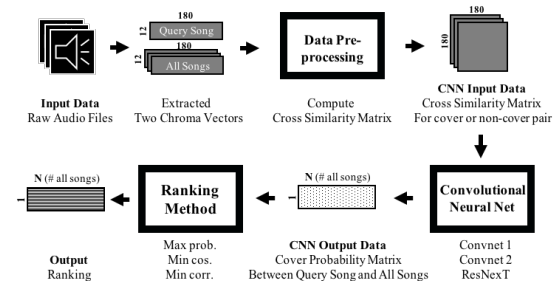 180
12
Query Song
180
12
All Songs
Data Pre-
processing
180
180
Input Data
Raw Audio Files
Extracted
Two Chroma Vectors
Compute
Cross Similarity Matrix
CNN Input Data
Cross Similarity Matrix
For cover or non-cover pair
N (# all songs)
1
Ranking
Method
N (# all songs)
1
Convolutional
Neural Net
Output
Ranking
Max prob.
Min cos.
Min corr.
CNN Output Data
Cover Probability Matrix
Between Query Song and All Songs
Convnet 1
Convnet 2
ResNexT